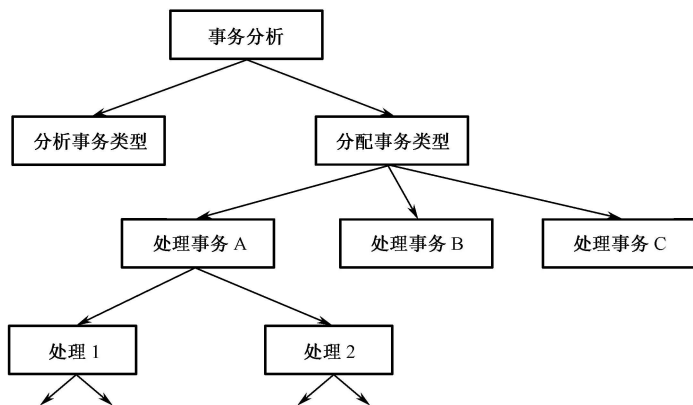 事务分析
分析事务类型
分配事务类型
处理事务 A
处理事务 B
处理事务 C
处理 1
处理 2